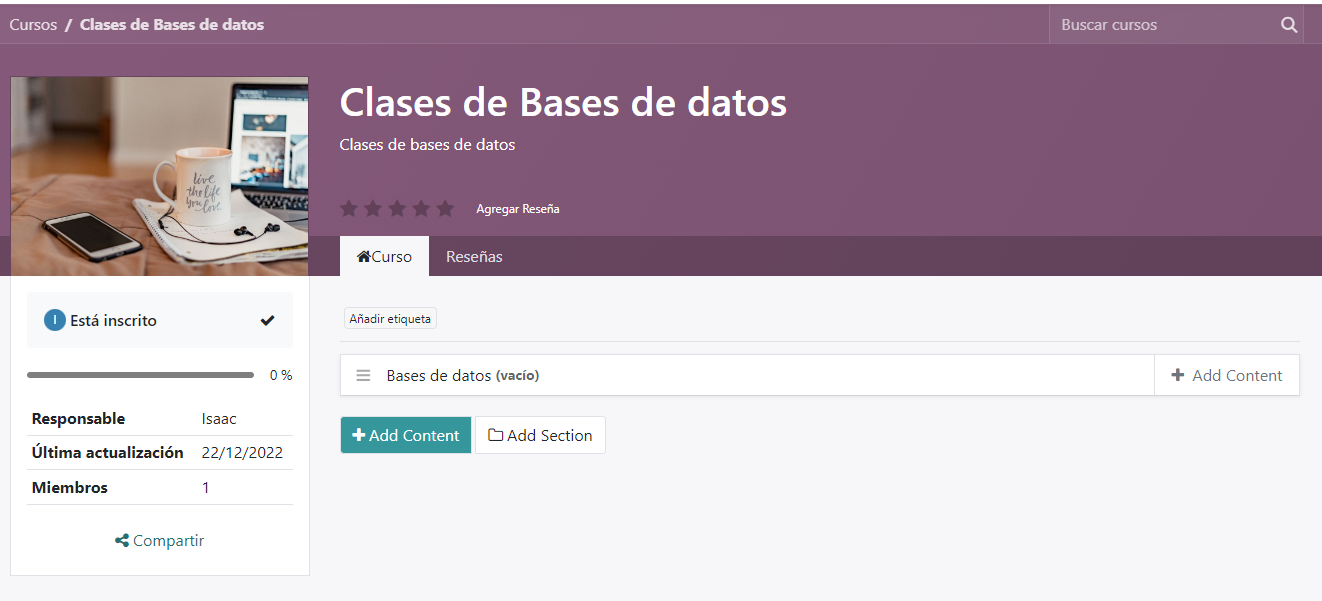 Cursos / Clases de Bases de datos
Buscar cursos
Clases de Bases de datos
Clases de bases de datos
Agregar Reseña
Curso
Reseñas
live
the life
you love
I Está inscrito
0 %
Responsable Isaac
Última actualización 22/12/2022
Miembros 1
Compartir
Añadir etiqueta
Bases de datos (vacío)
Add Content
Add Content
Add Section